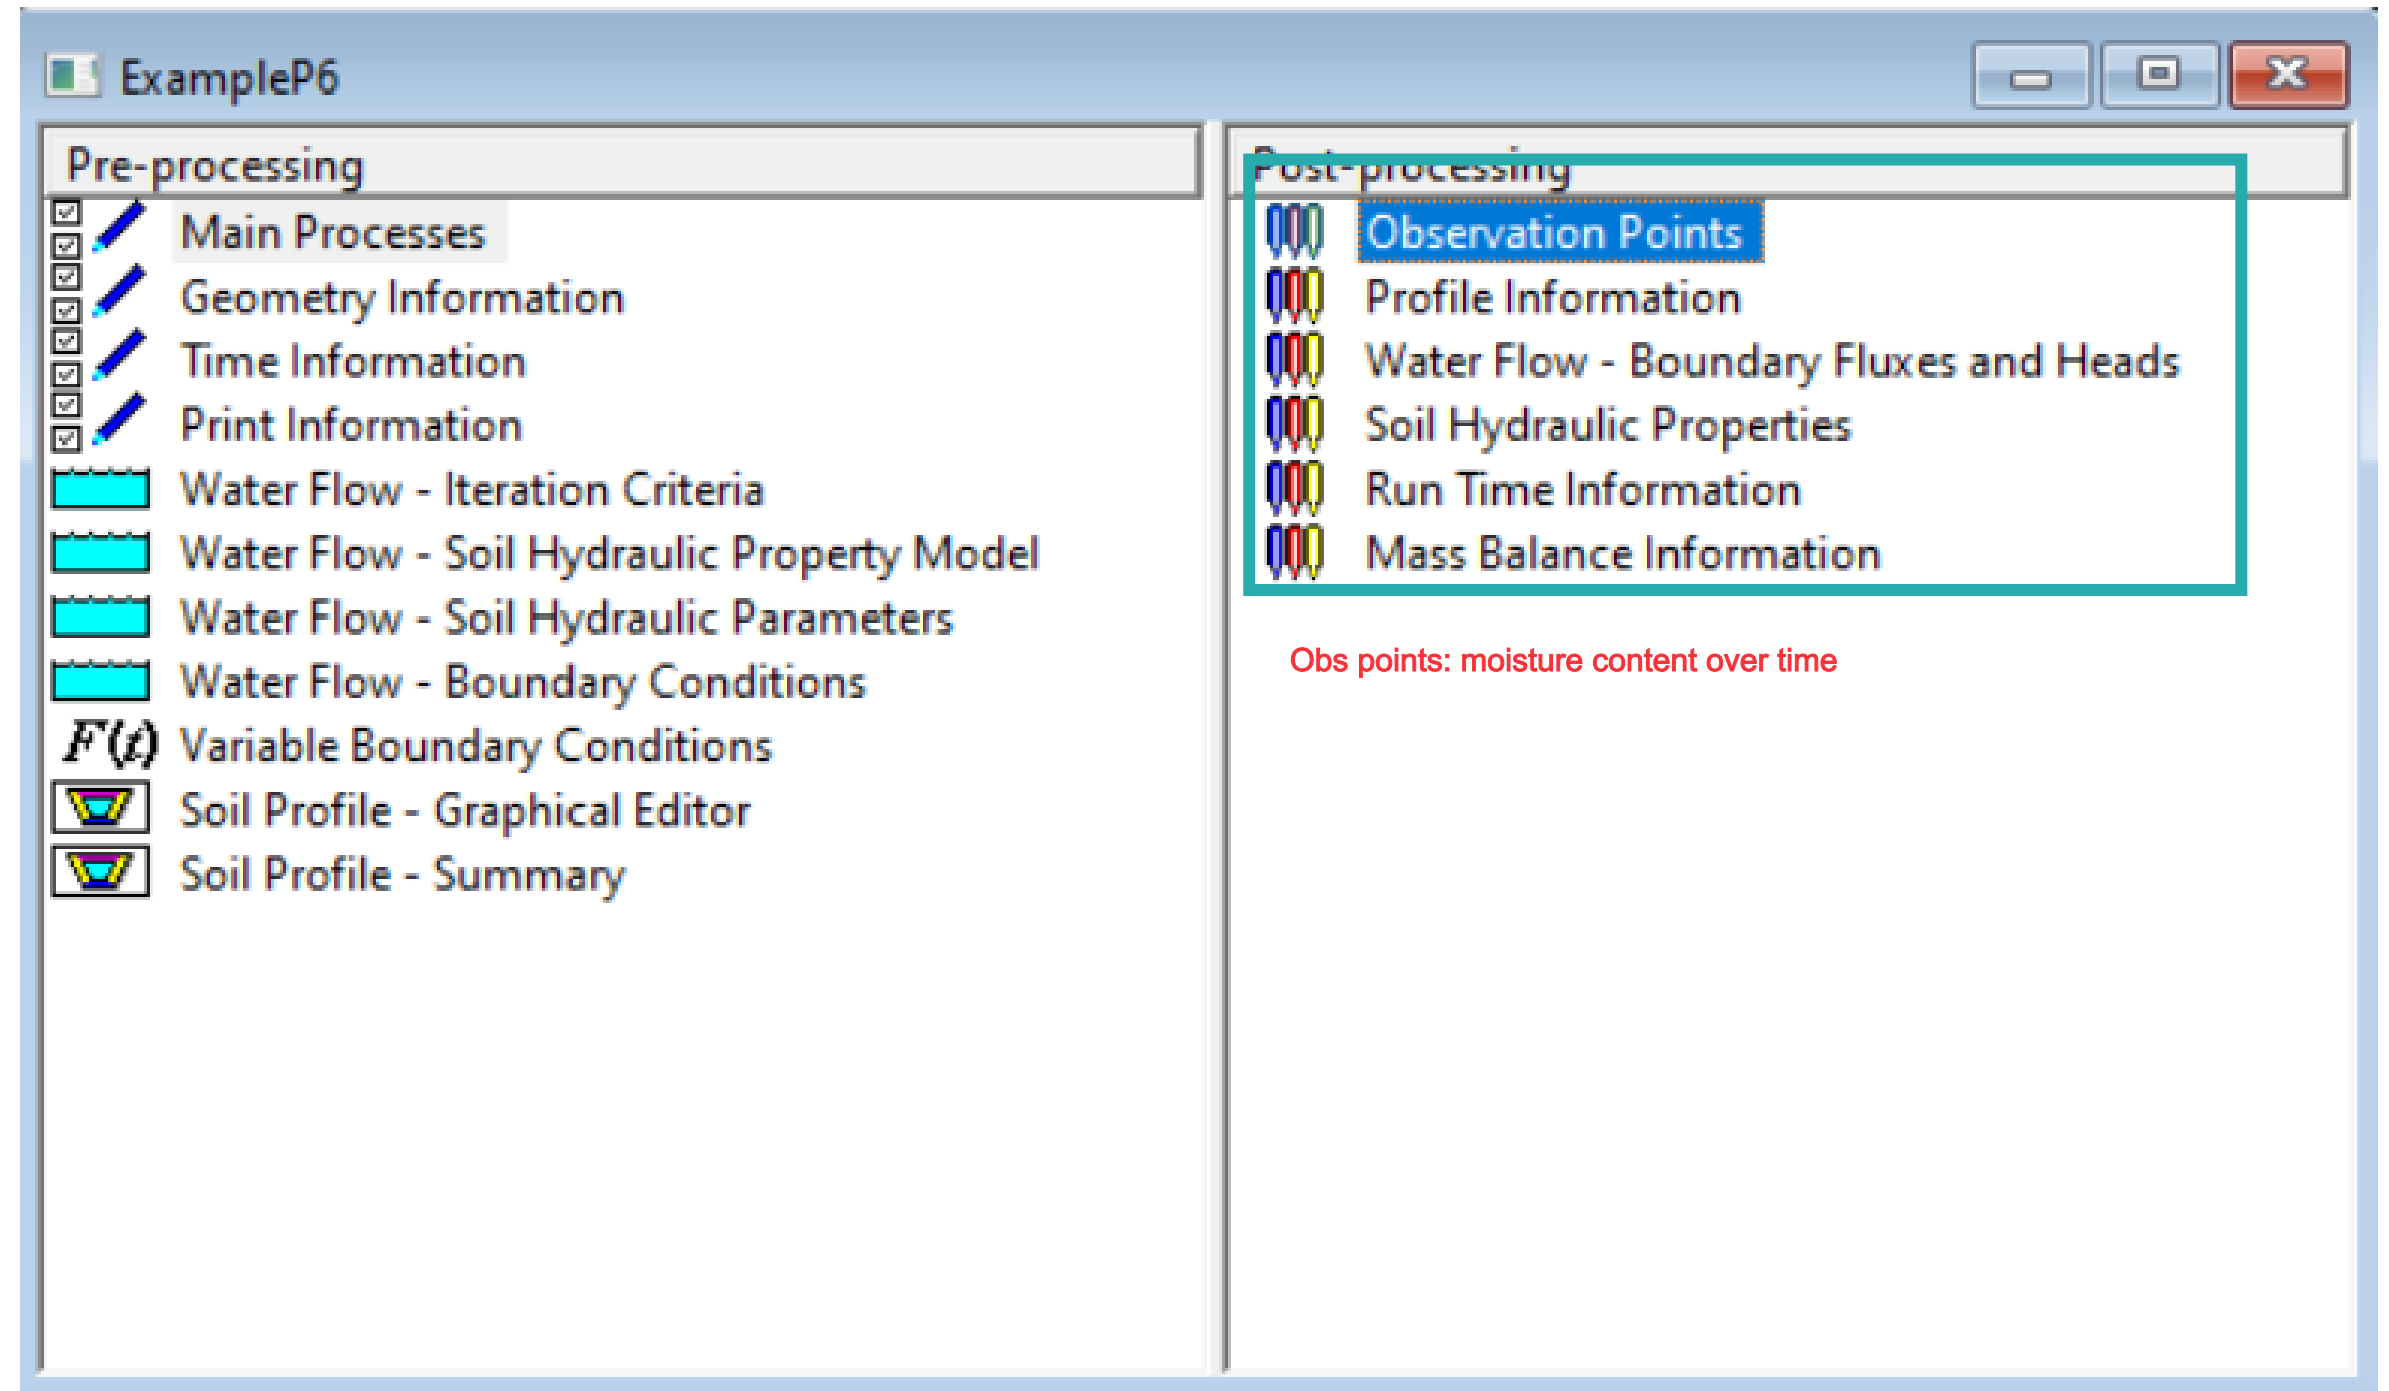 ExampleP6
Pre-processing
Main Processes
Geometry Information
Time Information
Print Information
Water Flow - Iteration Criteria
Water Flow - Soil Hydraulic Property Model
Water Flow - Soil Hydraulic Parameters
Water Flow - Boundary Conditions
F(t) Variable Boundary Conditions
Soil Profile - Graphical Editor
Soil Profile - Summary
Post-processing
Observation Points
Profile Information
Water Flow - Boundary Fluxes and Heads
Soil Hydraulic Properties
Run Time Information
Mass Balance Information
Obs points: moisture content over time